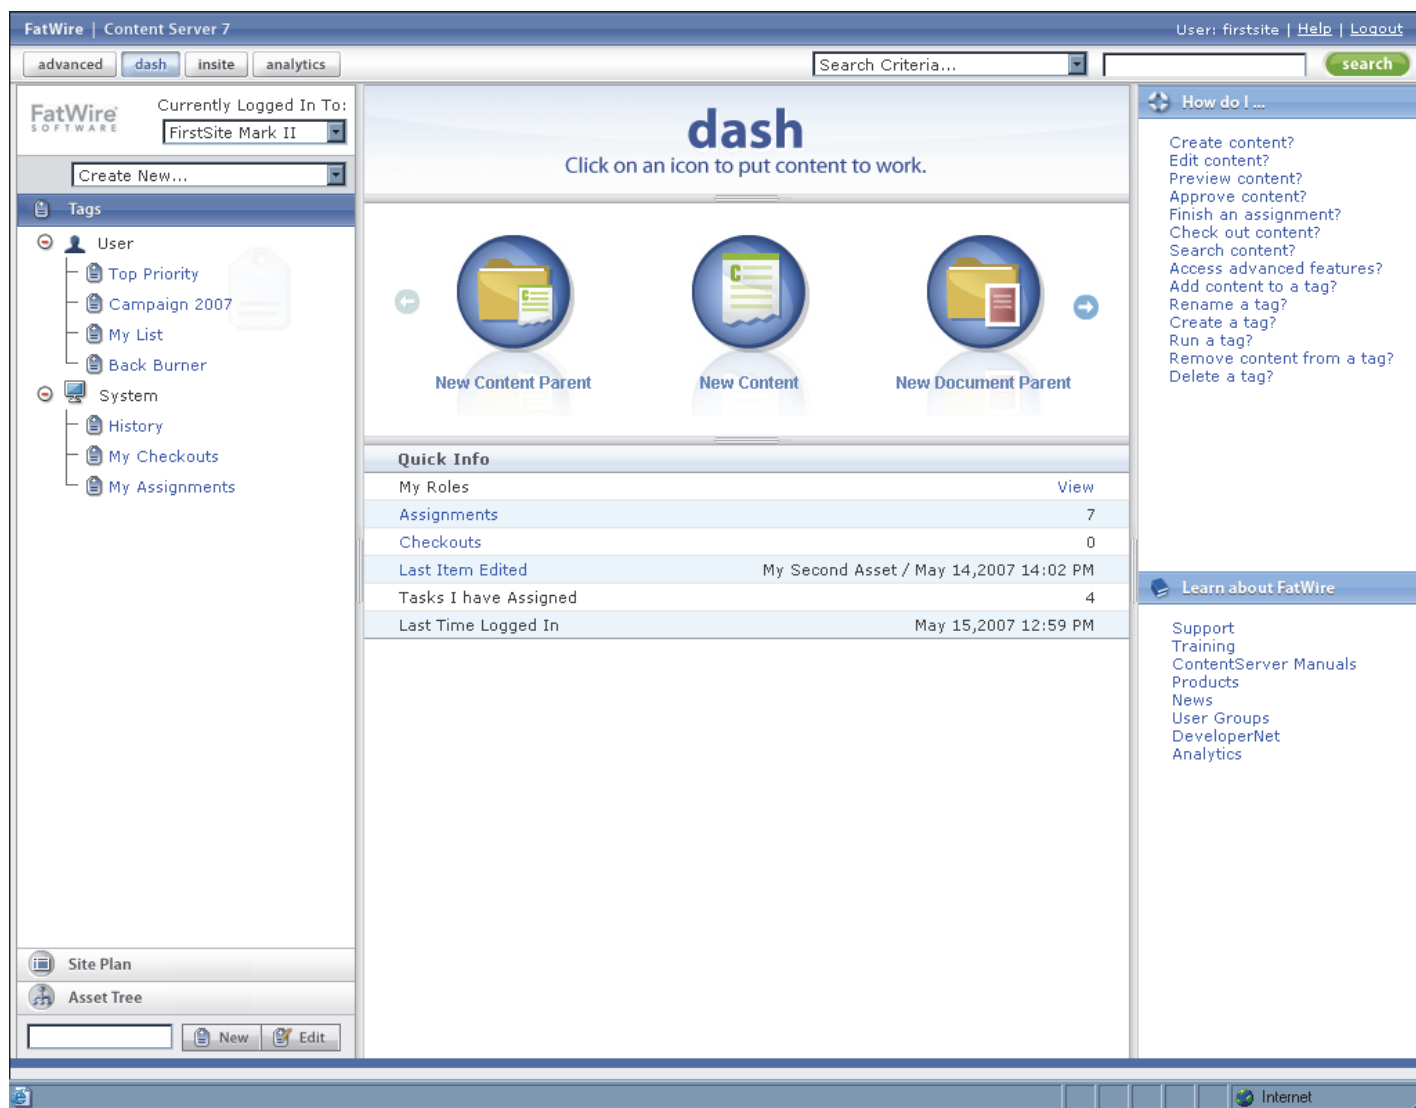 FatWire | Content Server 7
User: firstsite | Help | Logout
advanced dash insite analytics
Search Criteria...
search
FatWire
SOFTWARE
Currently Logged In To:
FirstSite Mark II
Create New...
Tags
User
Top Priority
Campaign 2007
My List
Back Burner
System
History
My Checkouts
My Assignments
Site Plan
Asset Tree
New Edit
dash
Click on an icon to put content to work.
New Content Parent
New Content
New Document Parent
Quick Info
My Roles View
Assignments 7
Checkouts 0
Last Item Edited My Second Asset / May 14,2007 14:02 PM
Tasks I have Assigned 4
Last Time Logged In May 15,2007 12:59 PM
How do I ...
Create content?
Edit content?
Preview content?
Approve content?
Finish an assignment?
Check out content?
Search content?
Access advanced features?
Add content to a tag?
Rename a tag?
Create a tag?
Run a tag?
Remove content from a tag?
Delete a tag?
Learn about FatWire
Support
Training
ContentServer Manuals
Products
News
User Groups
DeveloperNet
Analytics
Internet